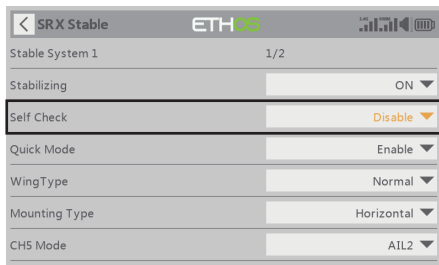 SRX Stable ETHOS
Stable System 1 1/2
Stabilizing ON
Self Check Disable
Quick Mode Enable
WingType Normal
Mounting Type Horizontal
CH5 Mode AIL2